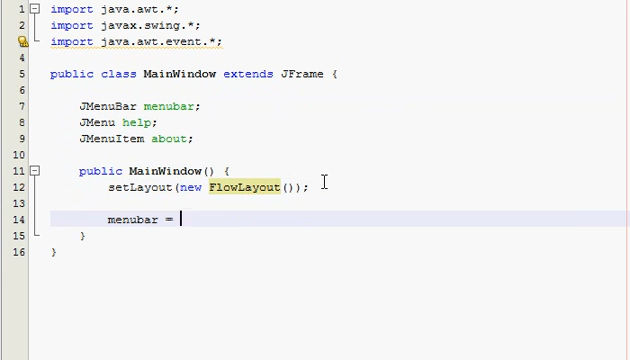 1 import java.awt.*;
2 import javax.swing.*;
import java.awt.event.*;
4
5 public class MainWindow extends JFrame {
6
7 JMenuBar menubar;
8 JMenu help;
9 JMenuItem about;
10
11 public MainWindow() {
12 setLayout(new FlowLayout());
13
14 menubar =
15 }
16 }